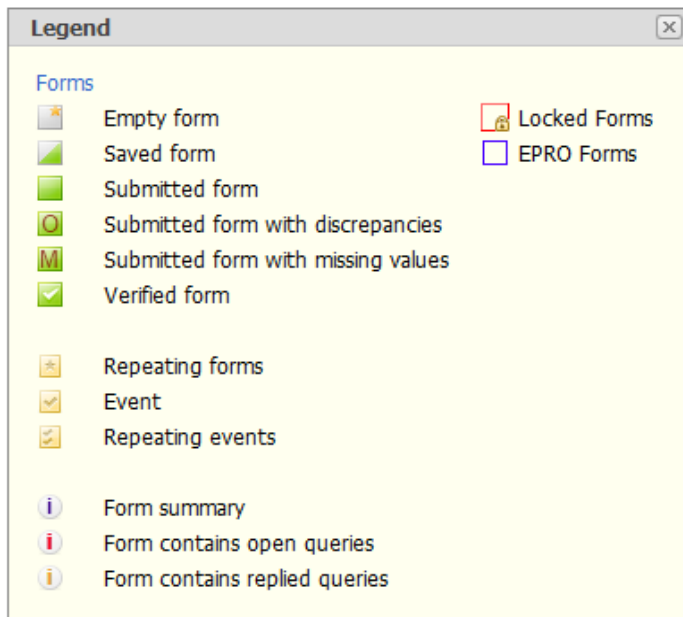 Legend
Forms
Empty form
Locked Forms
Saved form
EPRO Forms
Submitted form
O Submitted form with discrepancies
M Submitted form with missing values
Verified form
Repeating forms
Event
Repeating events
i Form summary
i Form contains open queries
i Form contains replied queries